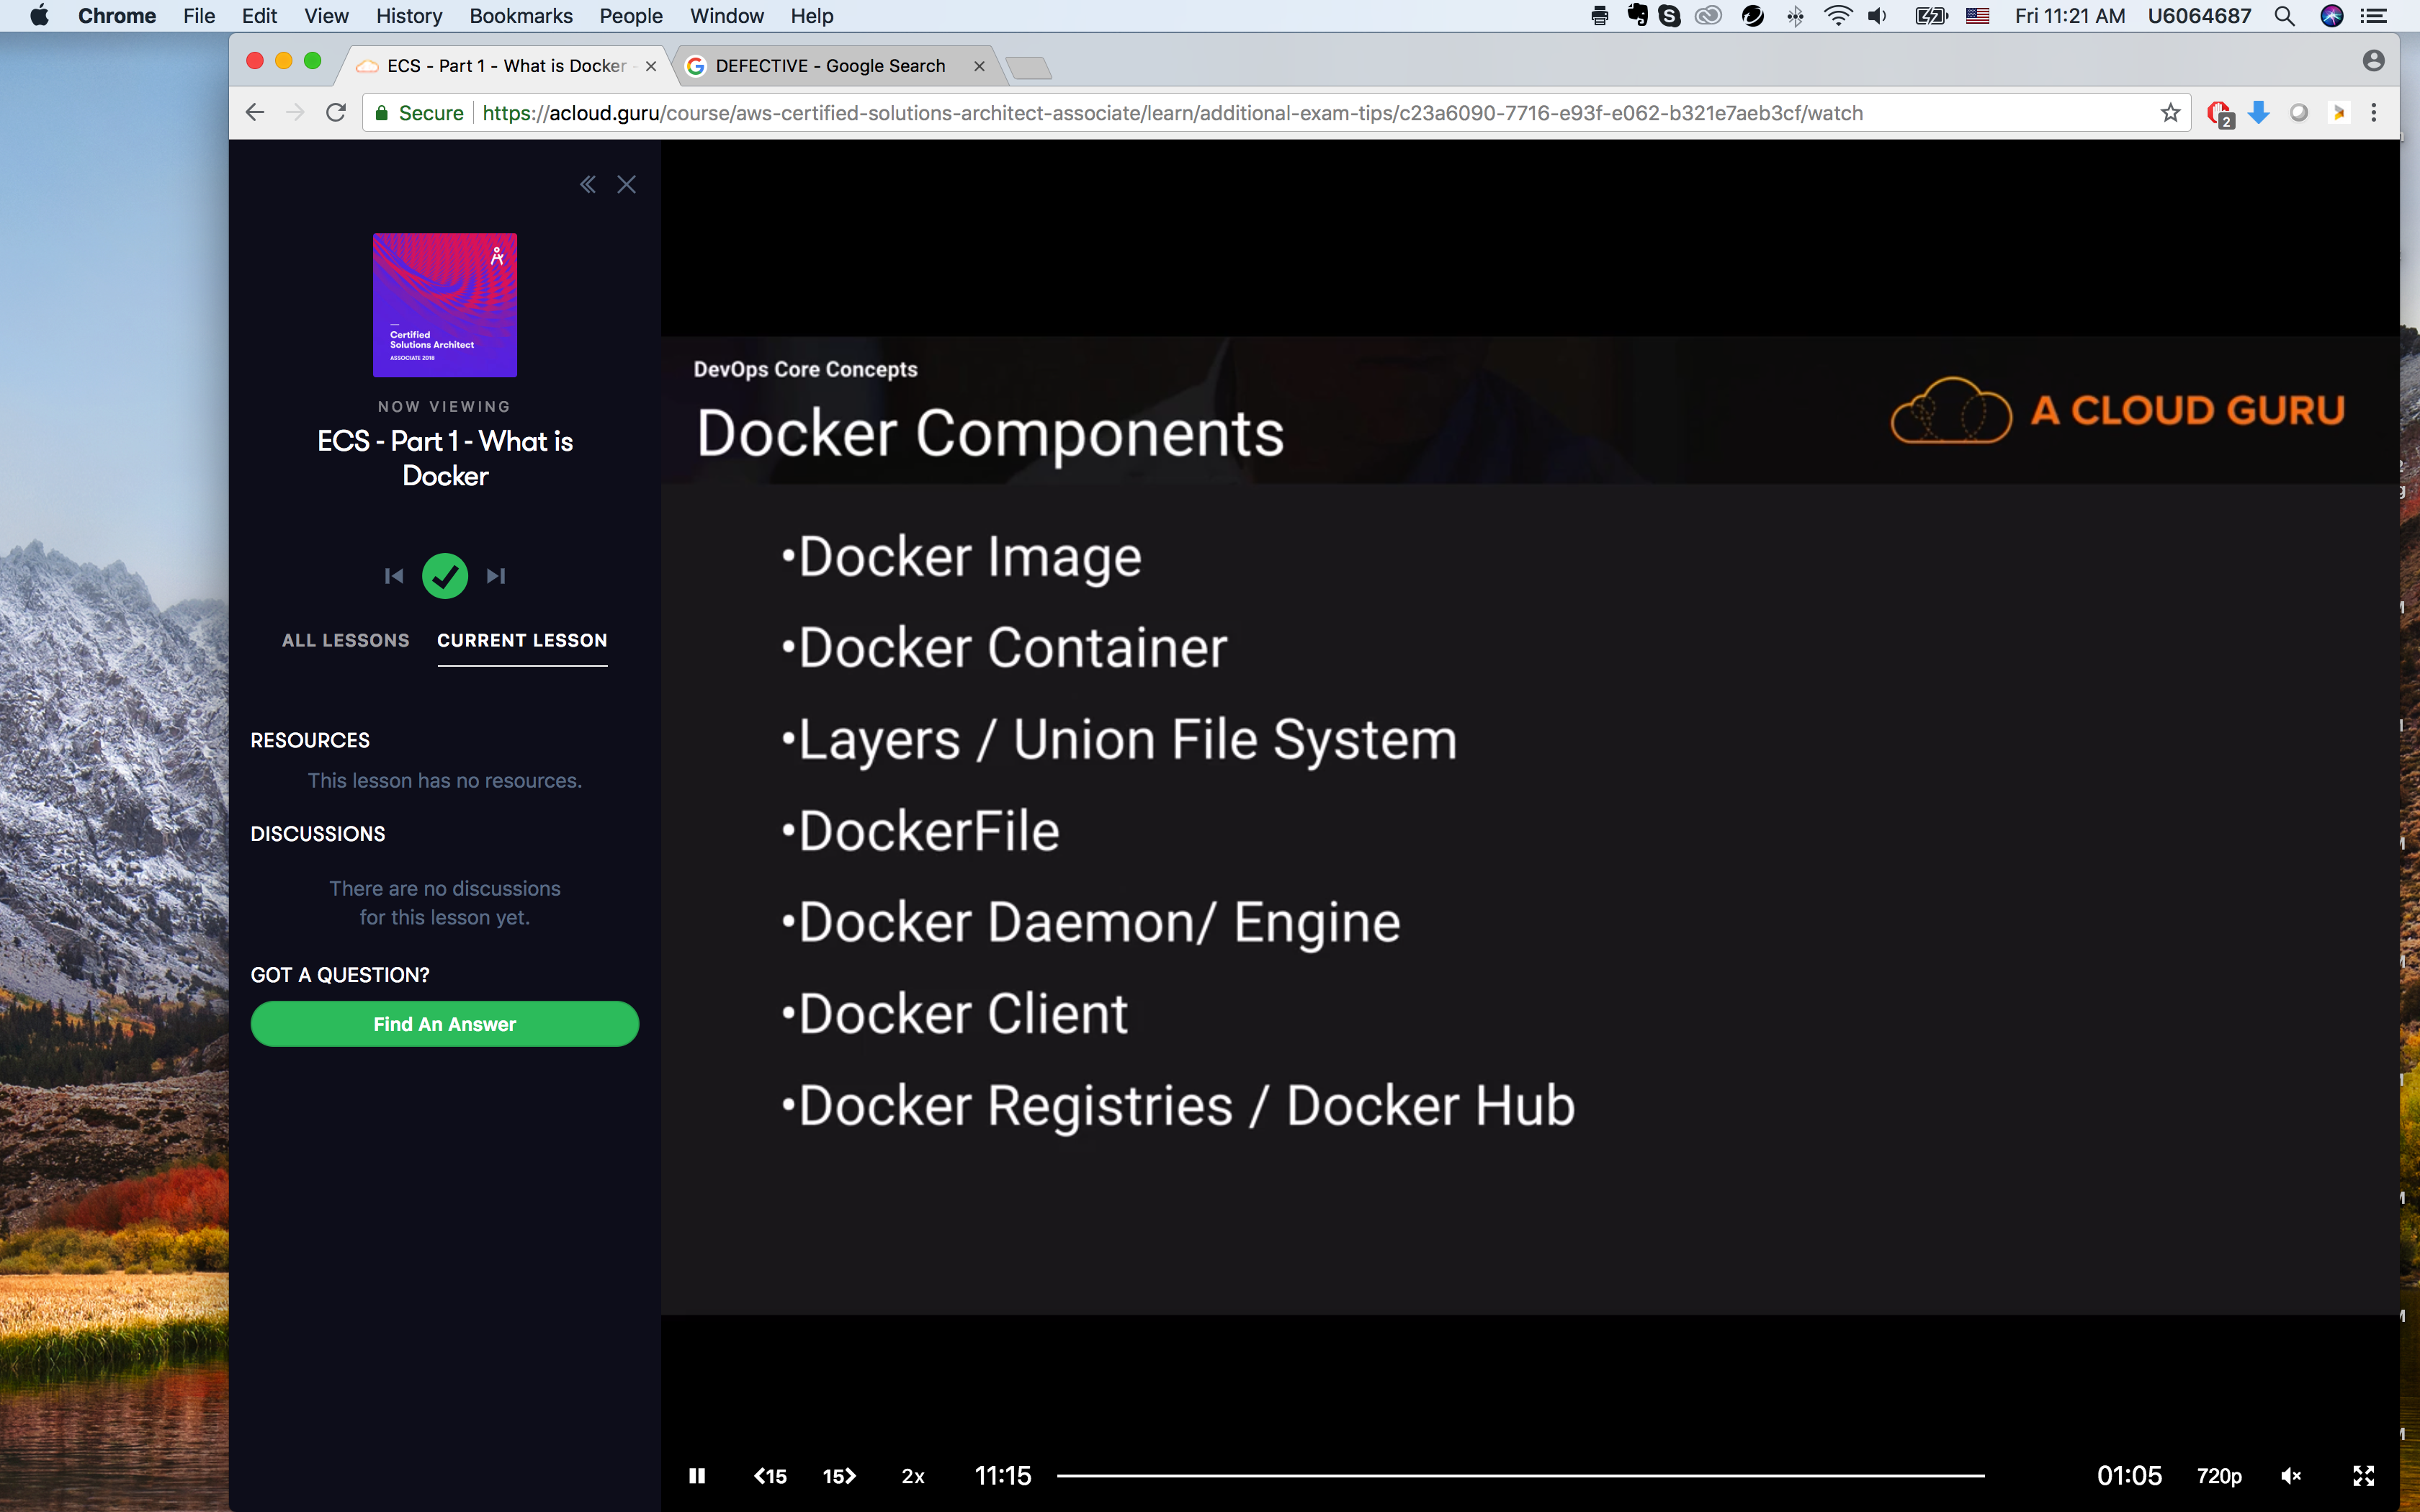 Chrome File Edit View History Bookmarks People Window Help Fri 11:21 AM U6064687
ECS - Part 1 - What is Docker - DEFECTIVE - Google Search
Secure https://acloud.guru/course/aws-certified-solutions-architect-associate/learn/additional-exam-tips/c23a6090-7716-e93f-e062-b321e7aeb3cf/watch
2
Certified
Solutions Architect
ASSOCIATE 2018
NOW VIEWING
ECS - Part 1 - What is
Docker
ALL LESSONS CURRENT LESSON
RESOURCES
This lesson has no resources.
DISCUSSIONS
There are no discussions
for this lesson yet.
GOT A QUESTION?
Find An Answer
DevOps Core Concepts
Docker Components
A CLOUD GURU
•Docker Image
•Docker Container
•Layers / Union File System
•DockerFile
•Docker Daemon/ Engine
•Docker Client
•Docker Registries / Docker Hub
<15 15> 2x 11:15 01:05 720p